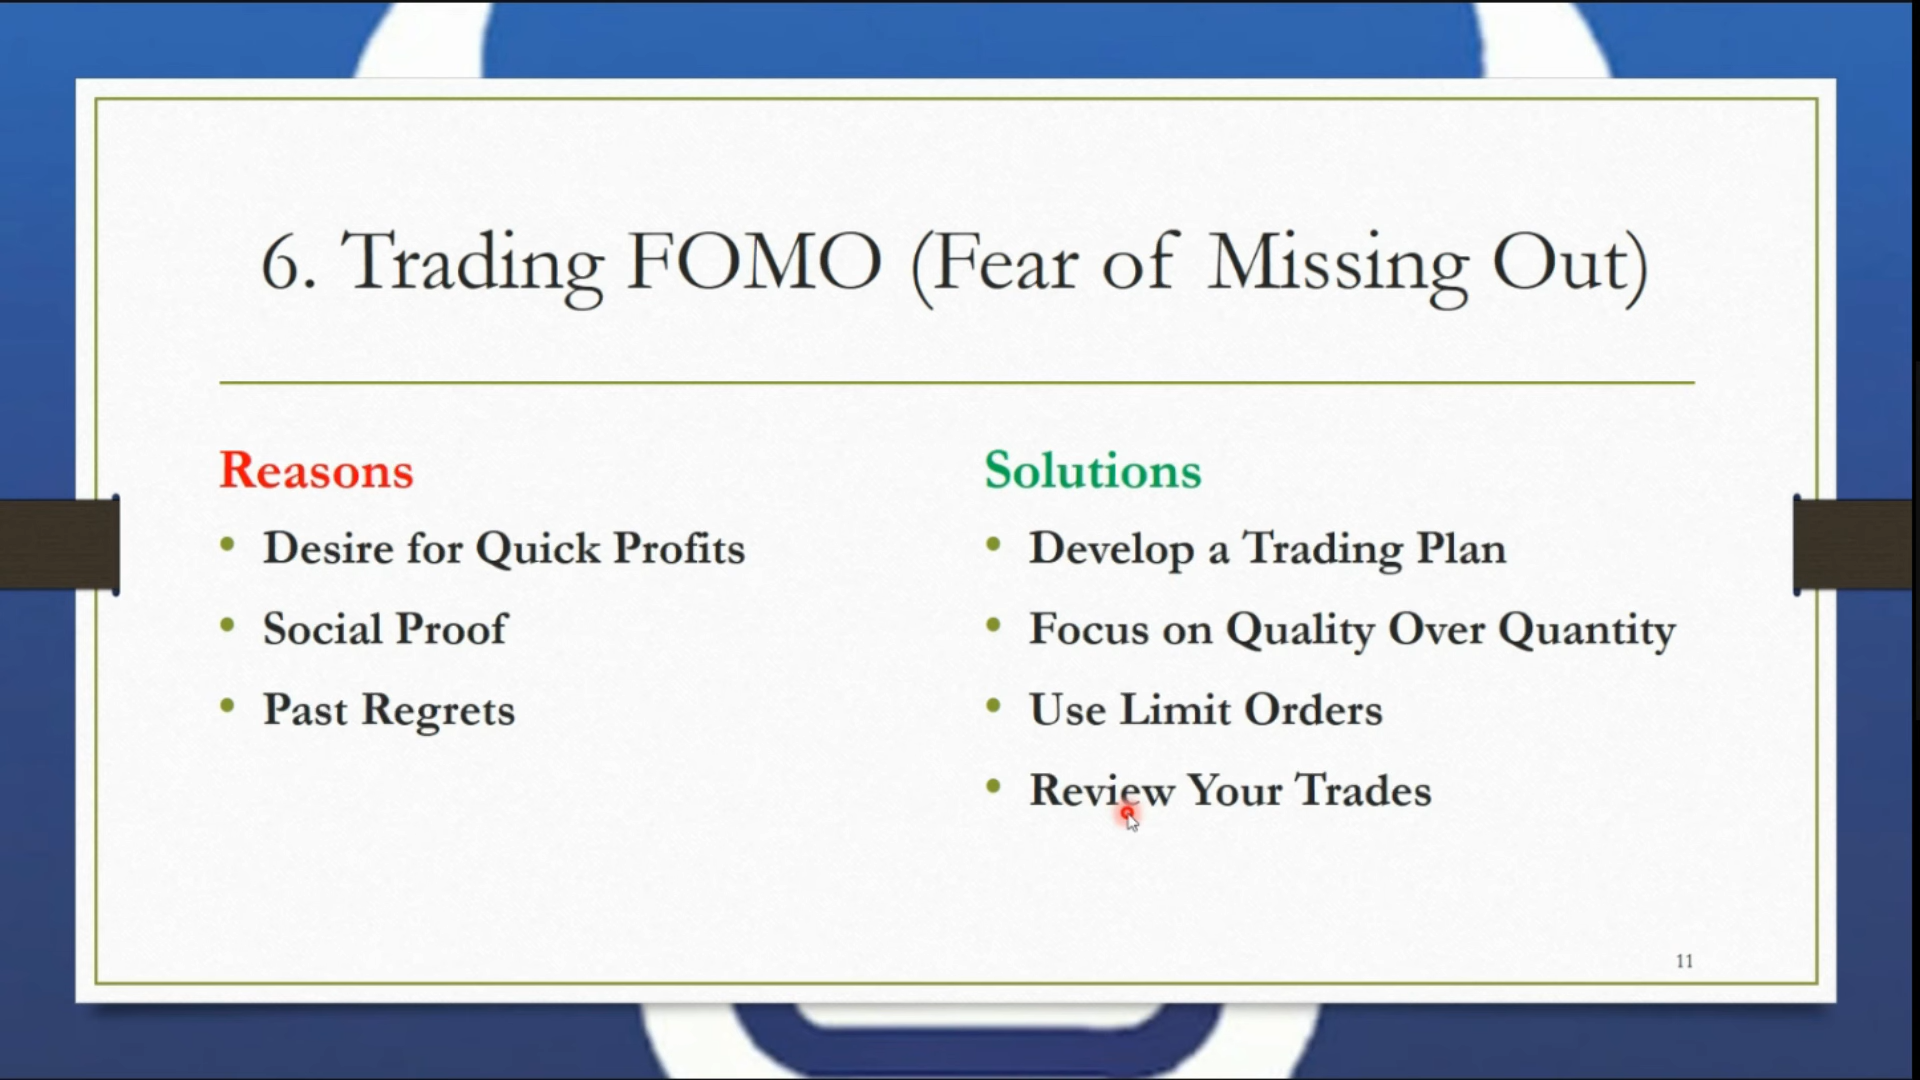 6. Trading FOMO (Fear of Missing Out)
Reasons
• Desire for Quick Profits
• Social Proof
• Past Regrets
Solutions
• Develop a Trading Plan
• Focus on Quality Over Quantity
• Use Limit Orders
• Review Your Trades
11